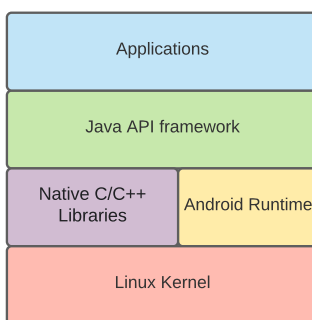 Applications
Java API framework
Native C/C++
Libraries
Android Runtime
Linux Kernel